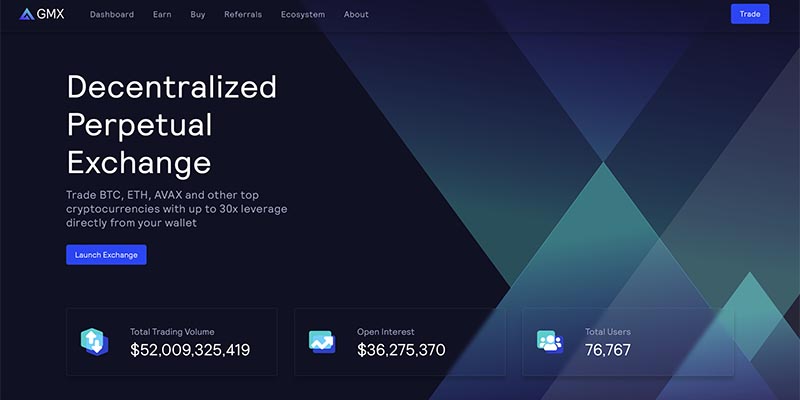 GMX Dashboard Earn Buy Referrals Ecosystem About Trade
Decentralized
Perpetual
Exchange
Trade BTC, ETH, AVAX and other top
cryptocurrencies with up to 30x leverage
directly from your wallet
Launch Exchange
Total Trading Volume
$52,009,325,419
Open Interest
$36,275,370
Total Users
76,767